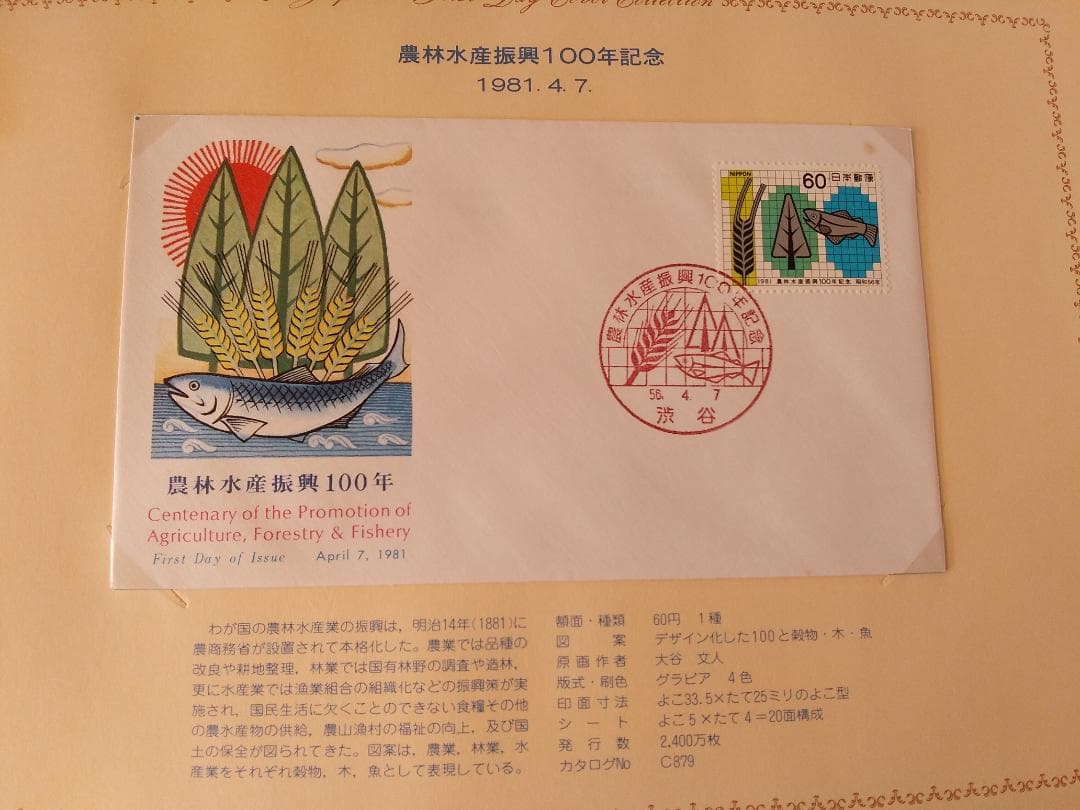 First Day Cover Collection
農林水産振興100年記念
1981. 4. 7.
NIPPON 60 日本郵便
1981 農林水産振興100年記念 昭和56年
農林水産振興100年記念
56. 4. 7
渋谷
農林水産振興100年
Centenary of the Promotion of
Agriculture, Forestry & Fishery
First Day of Issue April 7, 1981
わが国の農林水産業の振興は，明治14年(1881)に
農商務省が設置されて本格化した。農業では品種の
改良や耕地整理，林業では国有林野の調査や造林，
更に水産業では漁業組合の組織化などの振興策が実
施され，国民生活に欠くことのできない食糧その他
の農水産物の供給，農山漁村の福祉の向上，及び国
土の保全が図られてきた。図案は，農業，林業，水
産業をそれぞれ穀物，木，魚として表現している。
額面・種類 60円 1種
図案 デザイン化した100と穀物・木・魚
原画作者 大谷 文人
版式・刷色 グラビア 4色
印面寸法 よこ33.5×たて25ミリのよこ型
シート よこ5×たて4＝20面構成
発行数 2,400万枚
カタログNo C879